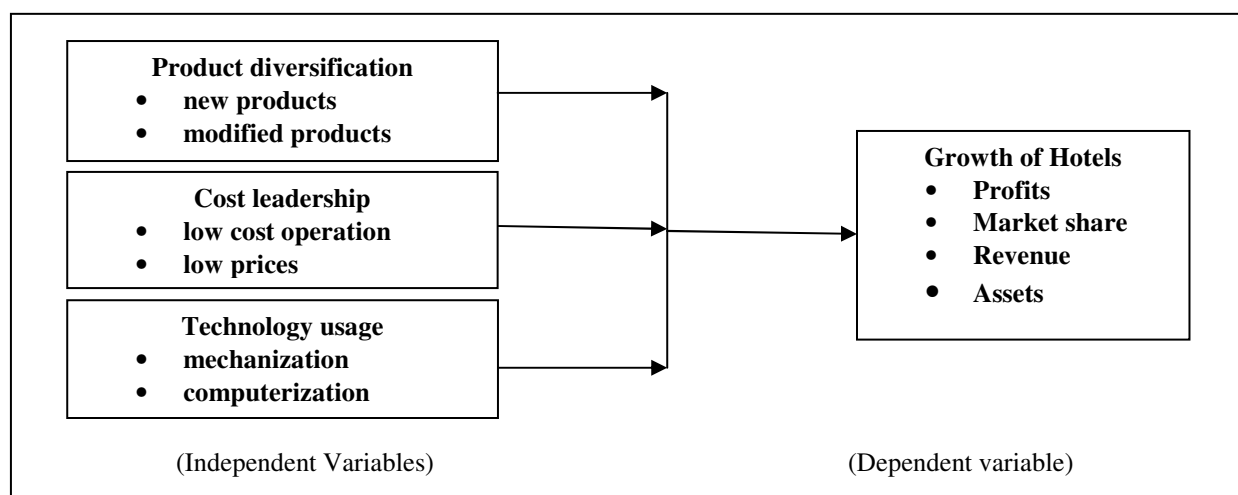 Product diversification
• new products
• modified products
Cost leadership
• low cost operation
• low prices
Technology usage
• mechanization
• computerization
(Independent Variables)
Growth of Hotels
• Profits
• Market share
• Revenue
• Assets
(Dependent variable)